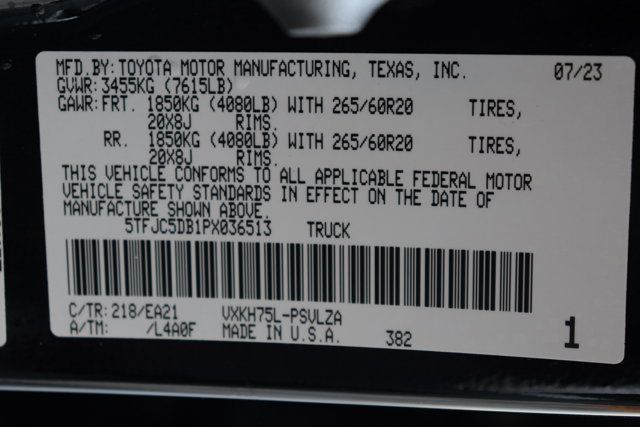 MFD.BY:TOYOTA MOTOR MANUFACTURING, TEXAS, INC. 07/23
GVWR:3455KG (7615LB)
GAWR:FRT. 1850KG (4080LB) WITH 265/60R20 TIRES,
20X8J RIMS.
RR. 1850KG (4080LB) WITH 265/60R20 TIRES,
20X8J RIMS.
THIS VEHICLE CONFORMS TO ALL APPLICABLE FEDERAL MOTOR
VEHICLE SAFETY STANDARDS IN EFFECT ON THE DATE OF
MANUFACTURE SHOWN ABOVE.
5TFJC5DB1PX036513 TRUCK
C/TR:218/EA21 VXKH75L-PSVLZA
A/TM: /L4A0F MADE IN U.S.A. 382 1